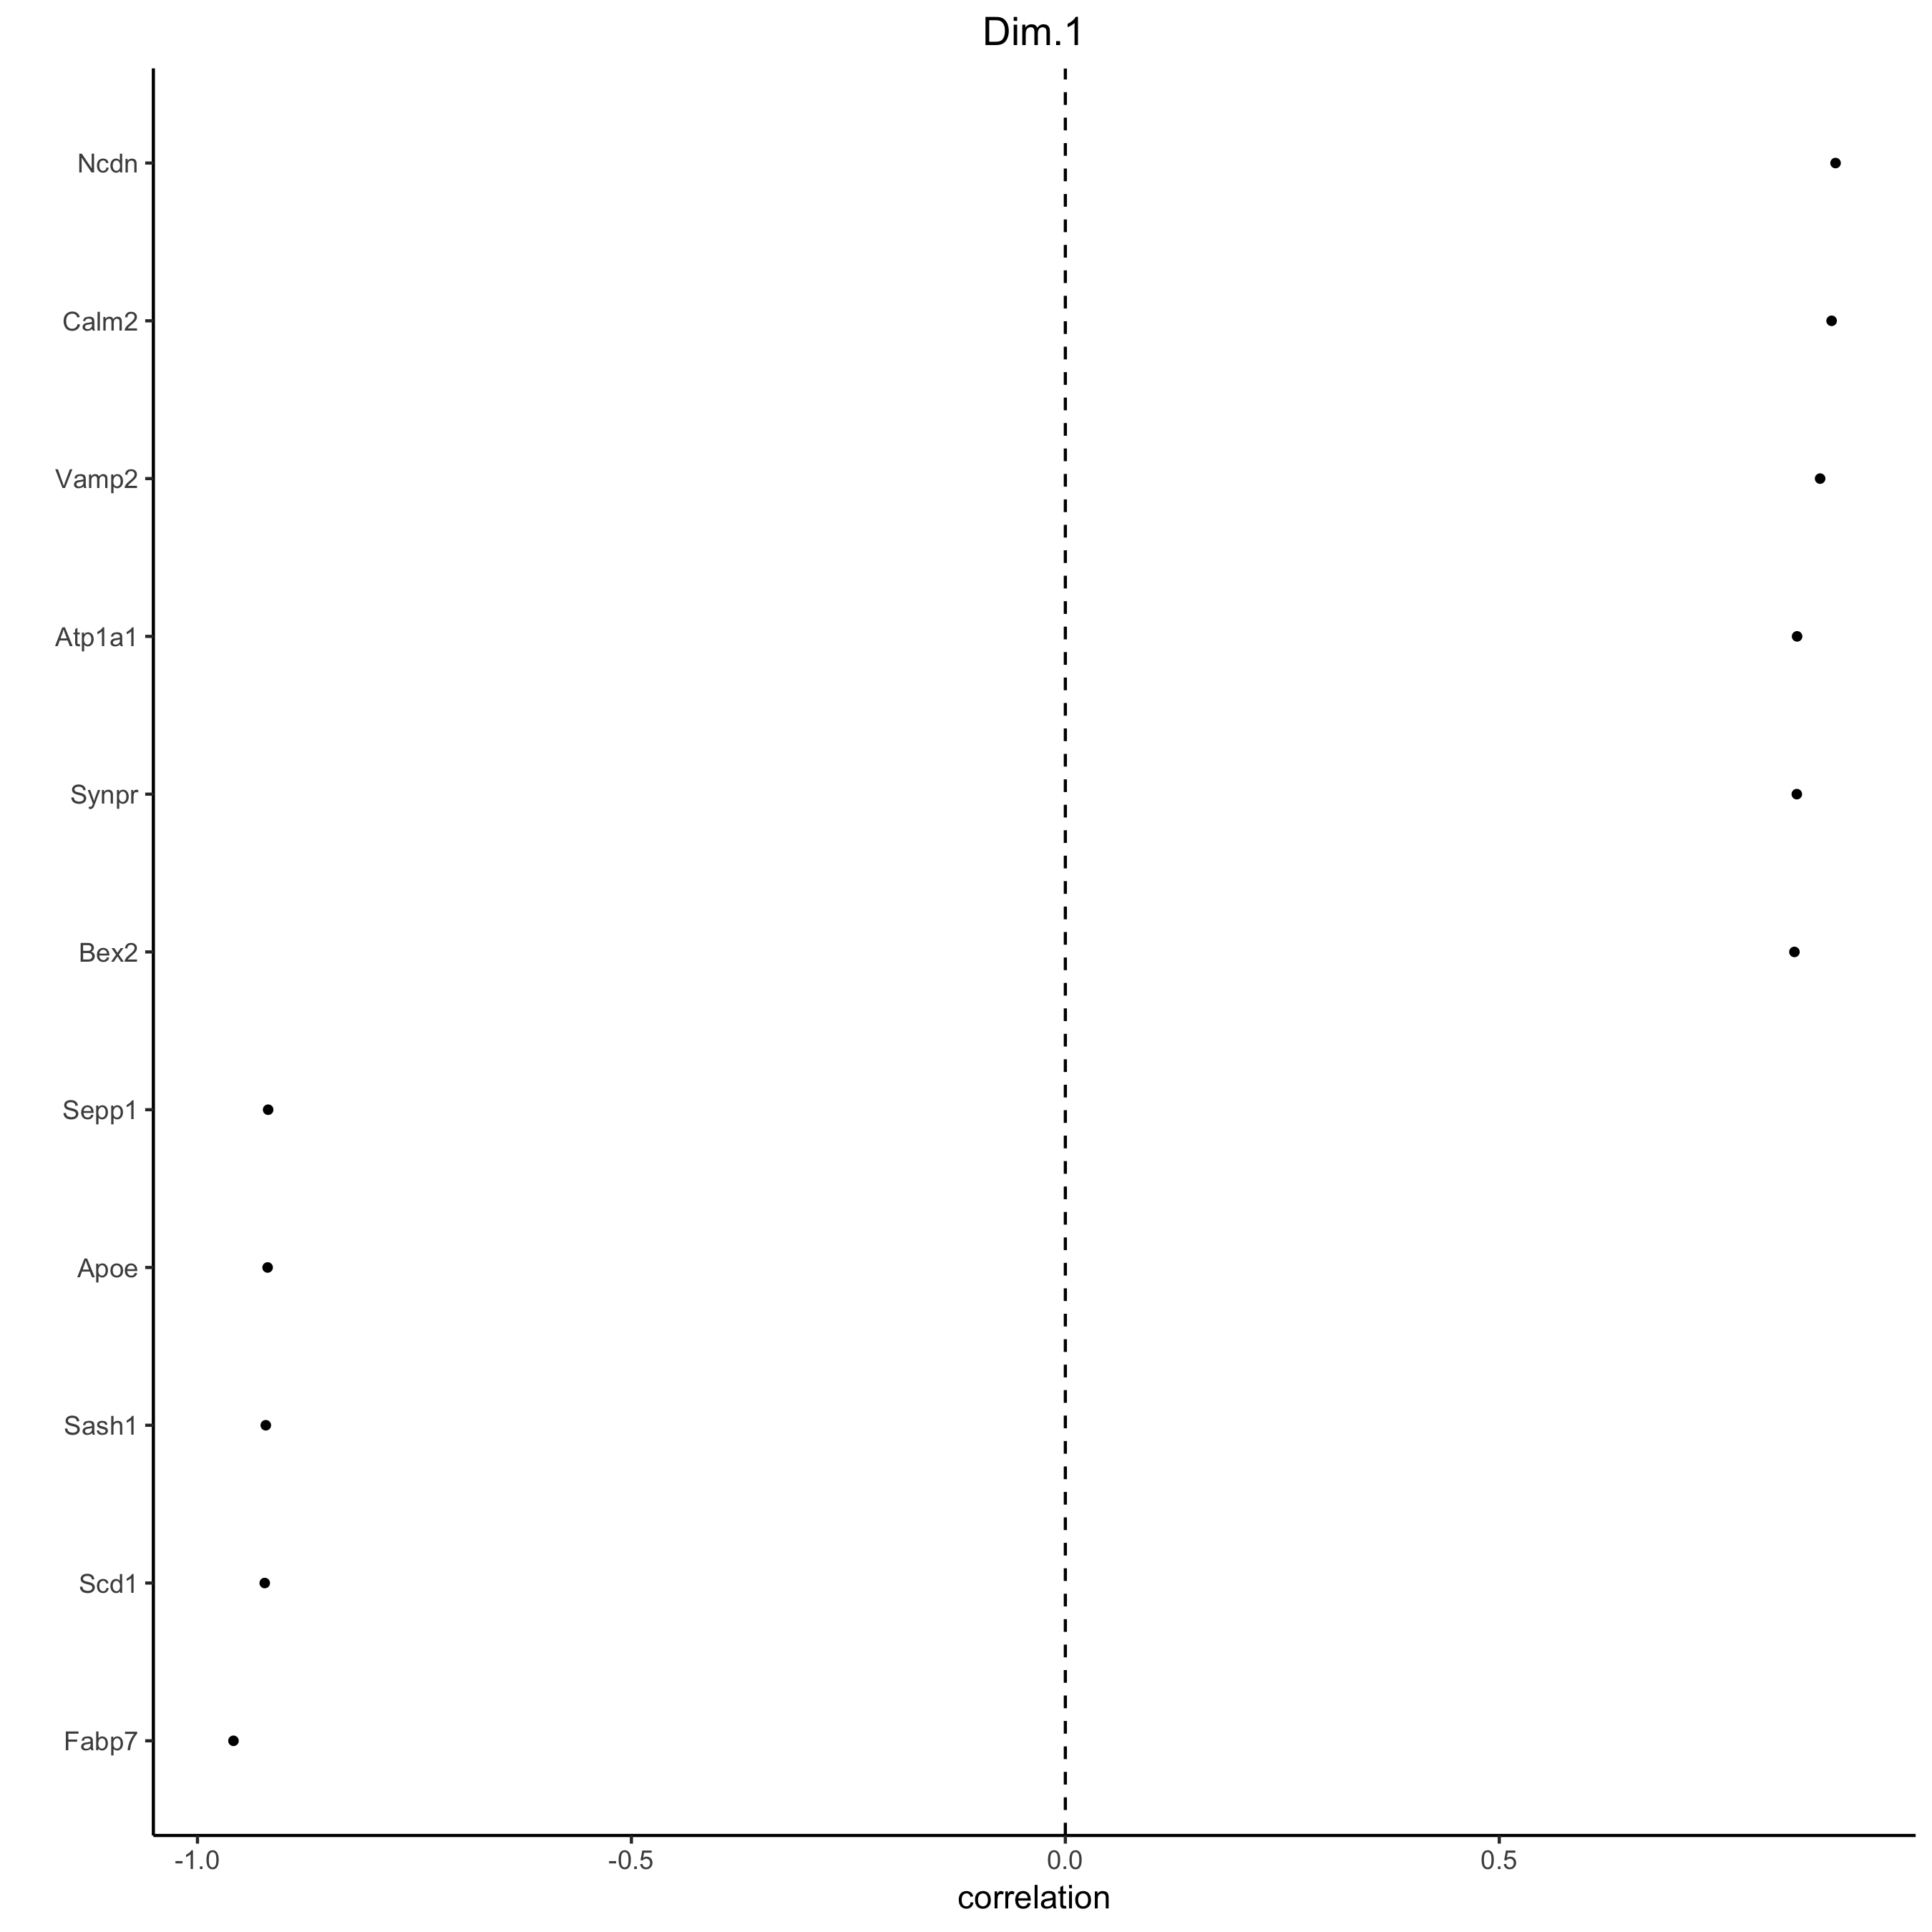 Dim.1
Ncdn
Calm2
Vamp2
Atp1a1
Synpr
Bex2
Sepp1
Apoe
Sash1
Scd1
Fabp7
-1.0 -0.5 0.0 0.5
correlation